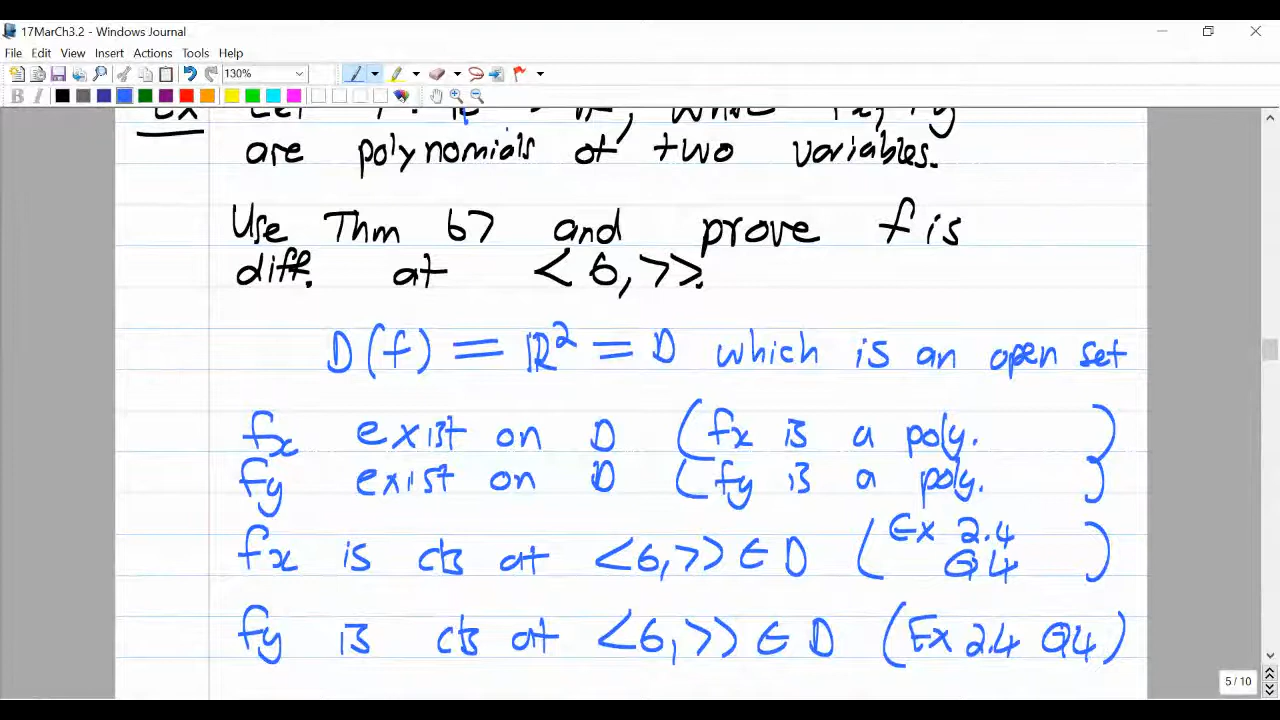 17MarCh3.2 - Windows Journal
File Edit View Insert Actions Tools Help
130%
B I
are polynomials of two variables.
Use Thm 67 and prove f is
diff. at <6,7>.
D(f) = ℝ² = D which is an open set
fx exist on D (fx is a poly. )
fy exist on D (fy is a poly. )
fx is cts at <6,7> ∈ D (Ex 2.4 Q4)
fy is cts at <6,7> ∈ D (Ex 2.4 Q4)
5 / 10